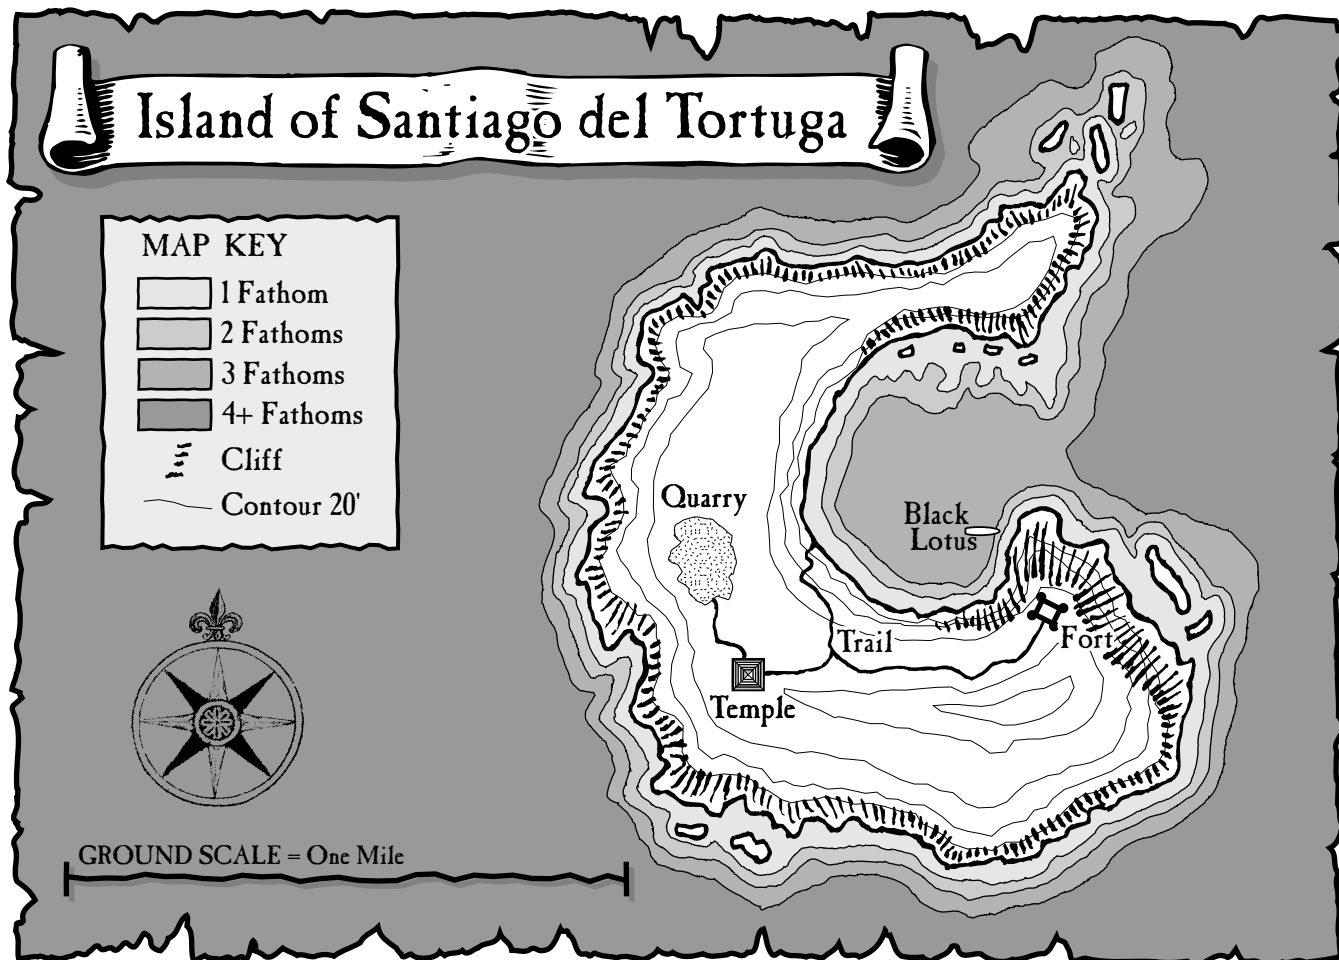 Island of Santiago del Tortuga
MAP KEY
1 Fathom
2 Fathoms
3 Fathoms
4+ Fathoms
Cliff
Contour 20'
Quarry
Black
Lotus
Trail
Fort
Temple
GROUND SCALE = One Mile